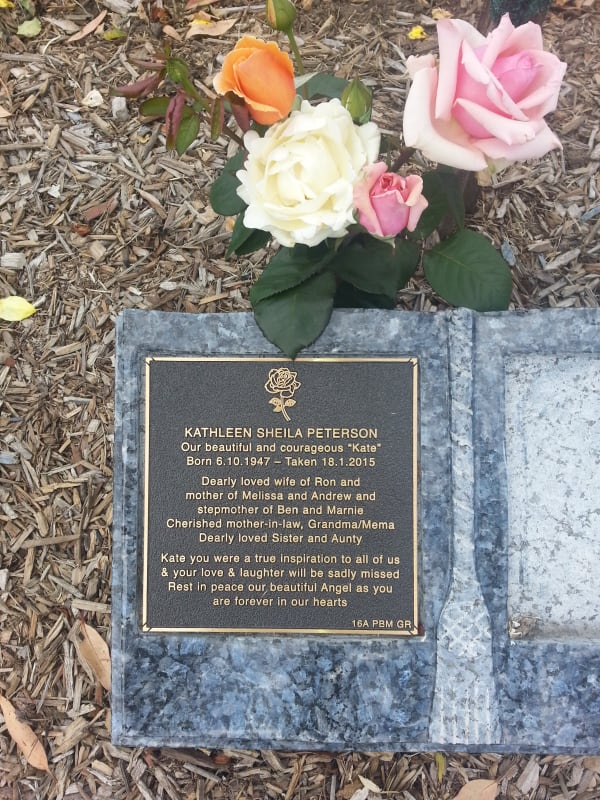 KATHLEEN SHEILA PETERSON
Our beautiful and courageous "Kate"
Born 6.10.1947 – Taken 18.1.2015
Dearly loved wife of Ron and
mother of Melissa and Andrew and
stepmother of Ben and Marnie
Cherished mother-in-law, Grandma/Mema
Dearly loved Sister and Aunty
Kate you were a true inspiration to all of us
& your love & laughter will be sadly missed
Rest in peace our beautiful Angel as you
are forever in our hearts
16A PBM GR